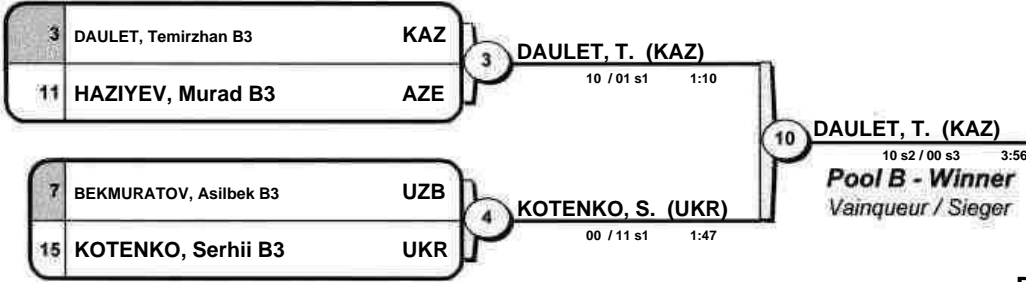 3 DAULET, Temirzhan B3 KAZ
11 HAZIYEV, Murad B3 AZE
3
DAULET, T. (KAZ)
10 / 01 s1 1:10
7 BEKMURATOV, Asilbek B3 UZB
15 KOTENKO, Serhii B3 UKR
4
KOTENKO, S. (UKR)
00 / 11 s1 1:47
10
DAULET, T. (KAZ)
10 s2 / 00 s3 3:56
Pool B - Winner
Vainqueur / Sieger